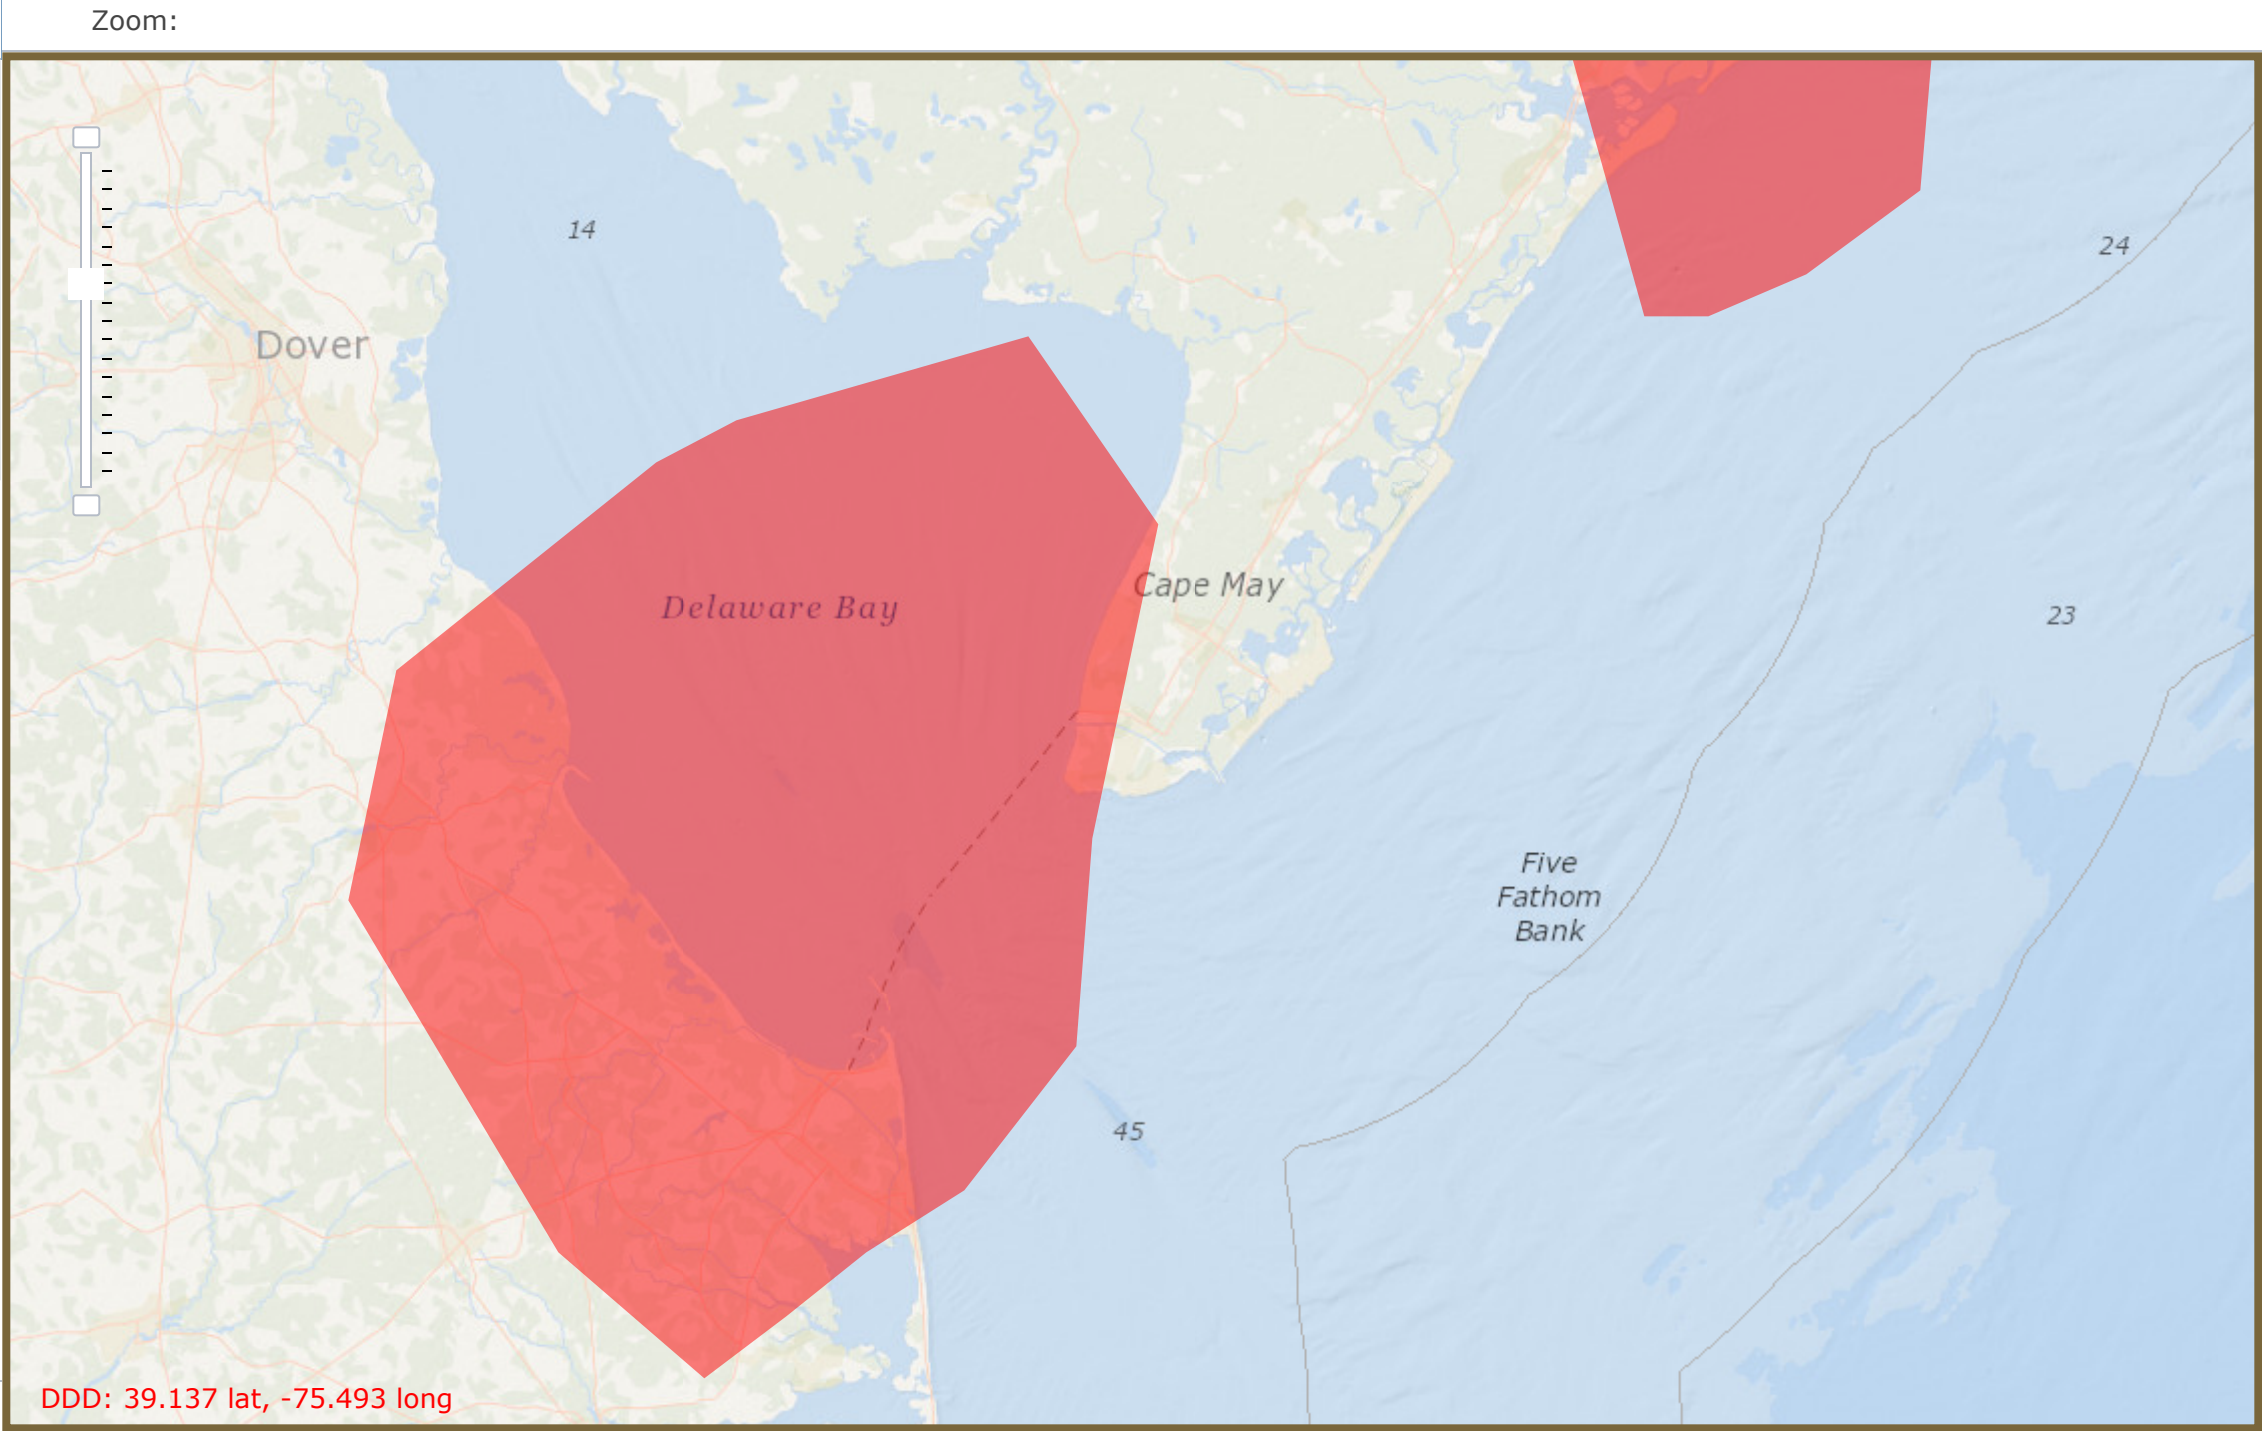 Zoom:
14
24
Dover
Delaware Bay
Cape May
23
Five
Fathom
Bank
45
DDD: 39.137 lat, -75.493 long